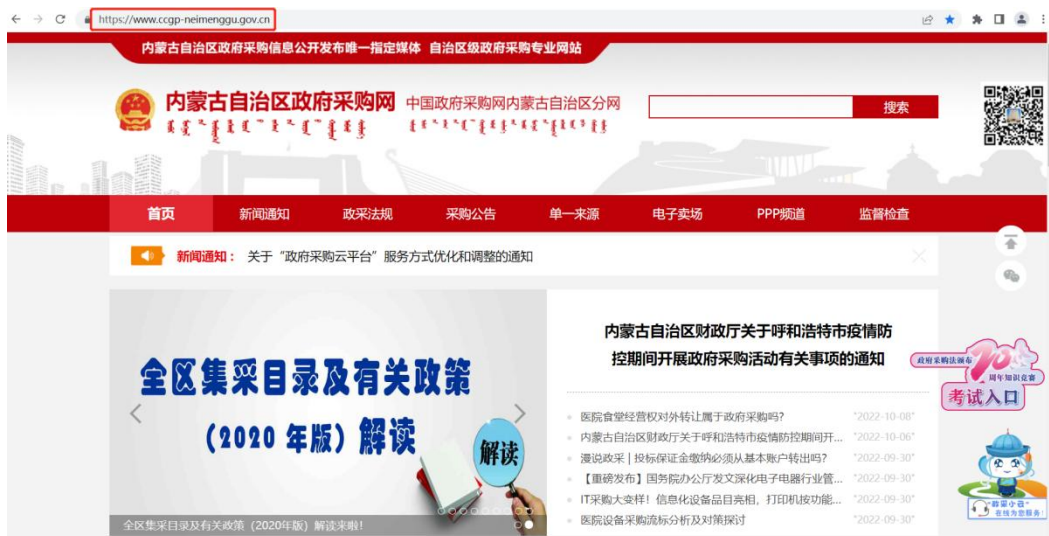 https://www.ccgp-neimenggu.gov.cn
内蒙古自治区政府采购信息公开发布唯一指定媒体 自治区级政府采购专业网站
内蒙古自治区政府采购网 中国政府采购网内蒙古自治区分网
搜索
首页 新闻通知 政采法规 采购公告 单一来源 电子卖场 PPP频道 监督检查
新闻通知： 关于“政府采购云平台”服务方式优化和调整的通知
全区集采目录及有关政策
(2020 年版) 解读
解读
全区集采目录及有关政策（2020年版）解读来啦!
内蒙古自治区财政厅关于呼和浩特市疫情防
控期间开展政府采购活动有关事项的通知
医院食堂经营权对外转让属于政府采购吗? "2022-10-08"
内蒙古自治区财政厅关于呼和浩特市疫情防控期间开... "2022-10-06"
漫说政采 | 投标保证金缴纳必须从基本账户转出吗? "2022-09-30"
【重磅发布】国务院办公厅发文深化电子电器行业管... "2022-09-30"
IT采购大变样！信息化设备品目亮相，打印机按功能... "2022-09-30"
医院设备采购流标分析及对策探讨 "2022-09-30"
政府采购法颁布
20
周年知识竞赛
考试入口
在线为您服务!